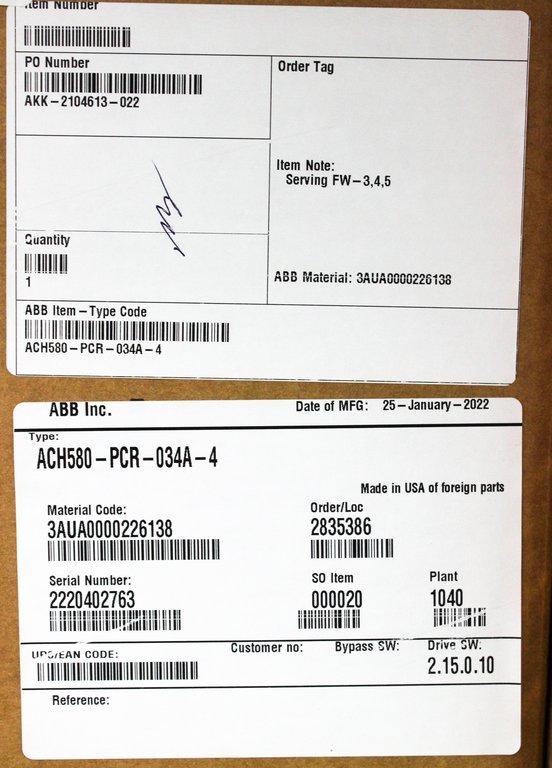 Item Number
PO Number
AKK-2104613-022
Order Tag
Item Note:
Serving FW-3,4,5
Quantity
1
ABB Material: 3AUA0000226138
ABB Item-Type Code
ACH580-PCR-034A-4
ABB Inc.
Date of MFG: 25-January-2022
Type:
ACH580-PCR-034A-4
Made in USA of foreign parts
Material Code:
3AUA0000226138
Order/Loc
2835386
Serial Number:
2220402763
SO Item
000020
Plant
1040
UPC/EAN CODE:
Customer no:
Bypass SW:
Drive SW:
2.15.0.10
Reference: